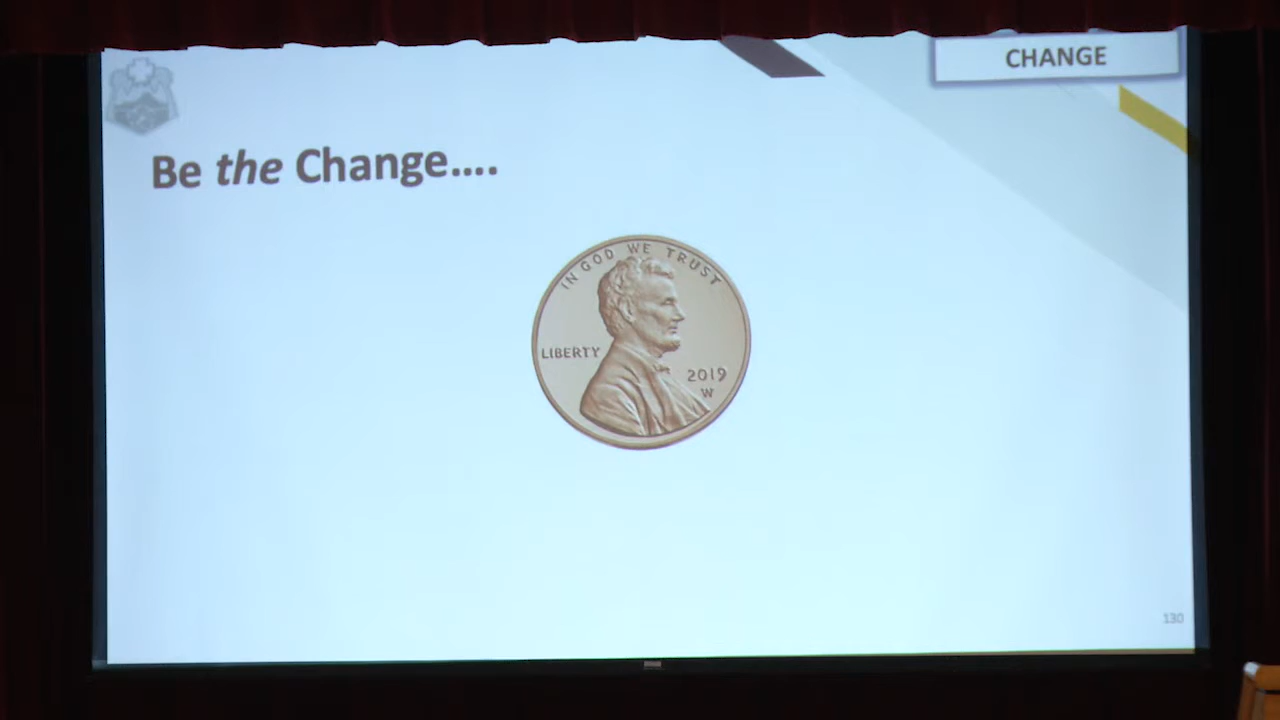 CHANGE
Be the Change....
IN GOD WE TRUST
LIBERTY
2019
W
130